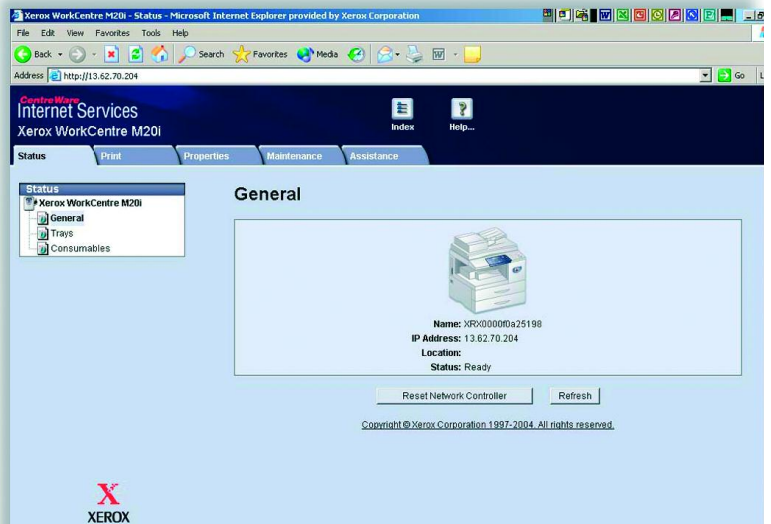 Xerox WorkCentre M20i - Status - Microsoft Internet Explorer provided by Xerox Corporation
File Edit View Favorites Tools Help
Back Search Favorites Media
Address http://13.62.70.204 Go
CentreWare
Internet Services
Xerox WorkCentre M20i
Index Help...
Status Print Properties Maintenance Assistance
Status
Xerox WorkCentre M20i
General
Trays
Consumables
General
Name: XRX0000f0a25198
IP Address: 13.62.70.204
Location:
Status: Ready
Reset Network Controller Refresh
Copyright © Xerox Corporation 1997-2004. All rights reserved.
X
XEROX